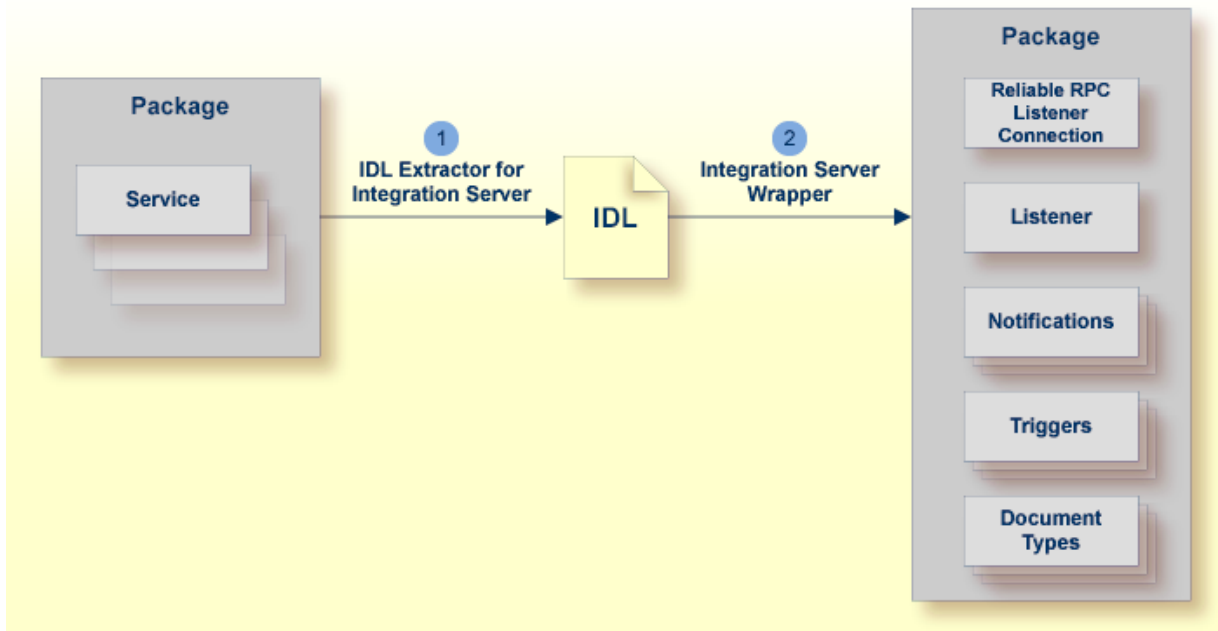 Package
Service
1
IDL Extractor for
Integration Server
IDL
2
Integration Server
Wrapper
Package
Reliable RPC
Listener
Connection
Listener
Notifications
Triggers
Document
Types